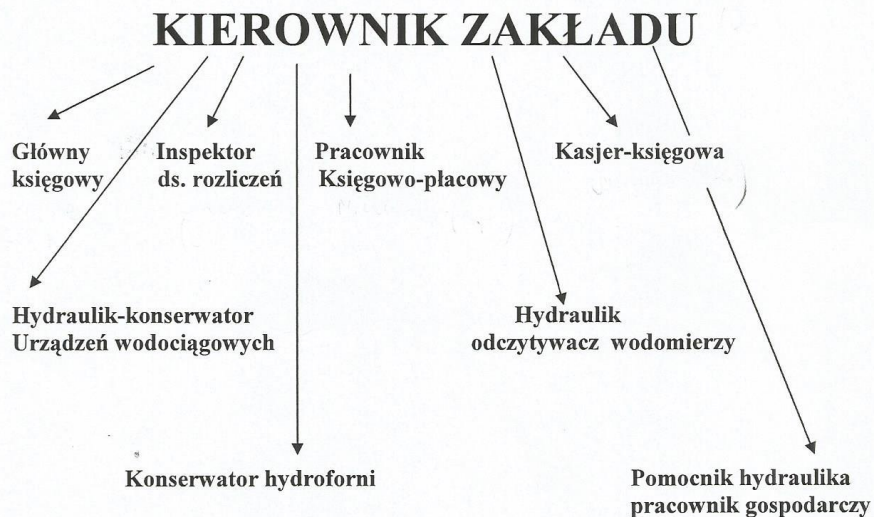 KIEROWNIK ZAKŁADU
Główny
księgowy
Inspektor
ds. rozliczeń
Pracownik
Księgowo-płacowy
Kasjer-księgowa
Hydraulik-konserwator
Urządzeń wodociągowych
Hydraulik
odczytywacz wodomierzy
Konserwator hydroforni
Pomocnik hydraulika
pracownik gospodarczy